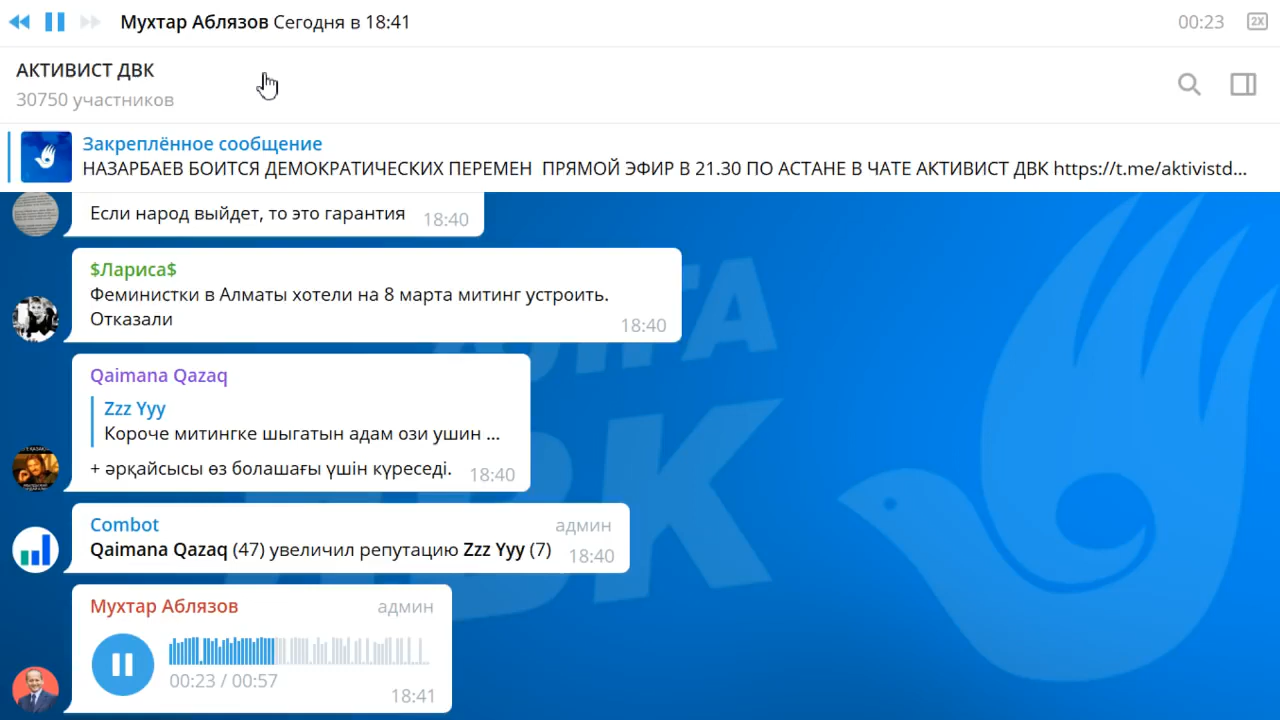 Мухтар Аблязов Сегодня в 18:41
00:23
2X
АКТИВИСТ ДВК
30750 участников
Закреплённое сообщение
НАЗАРБАЕВ БОИТСЯ ДЕМОКРАТИЧЕСКИХ ПЕРЕМЕН ПРЯМОЙ ЭФИР В 21.30 ПО АСТАНЕ В ЧАТЕ АКТИВИСТ ДВК https://t.me/aktivistd...
Если народ выйдет, то это гарантия 18:40
$Лариса$
Феминистки в Алматы хотели на 8 марта митинг устроить.
Отказали 18:40
Qaimana Qazaq
Zzz Yyy
Короче митингке шыгатын адам ози ушин ...
+ әрқайсысы өз болашағы үшін күреседі. 18:40
Combot админ
Qaimana Qazaq (47) увеличил репутацию Zzz Yyy (7) 18:40
Мухтар Аблязов админ
00:23 / 00:57
18:41
ДВК